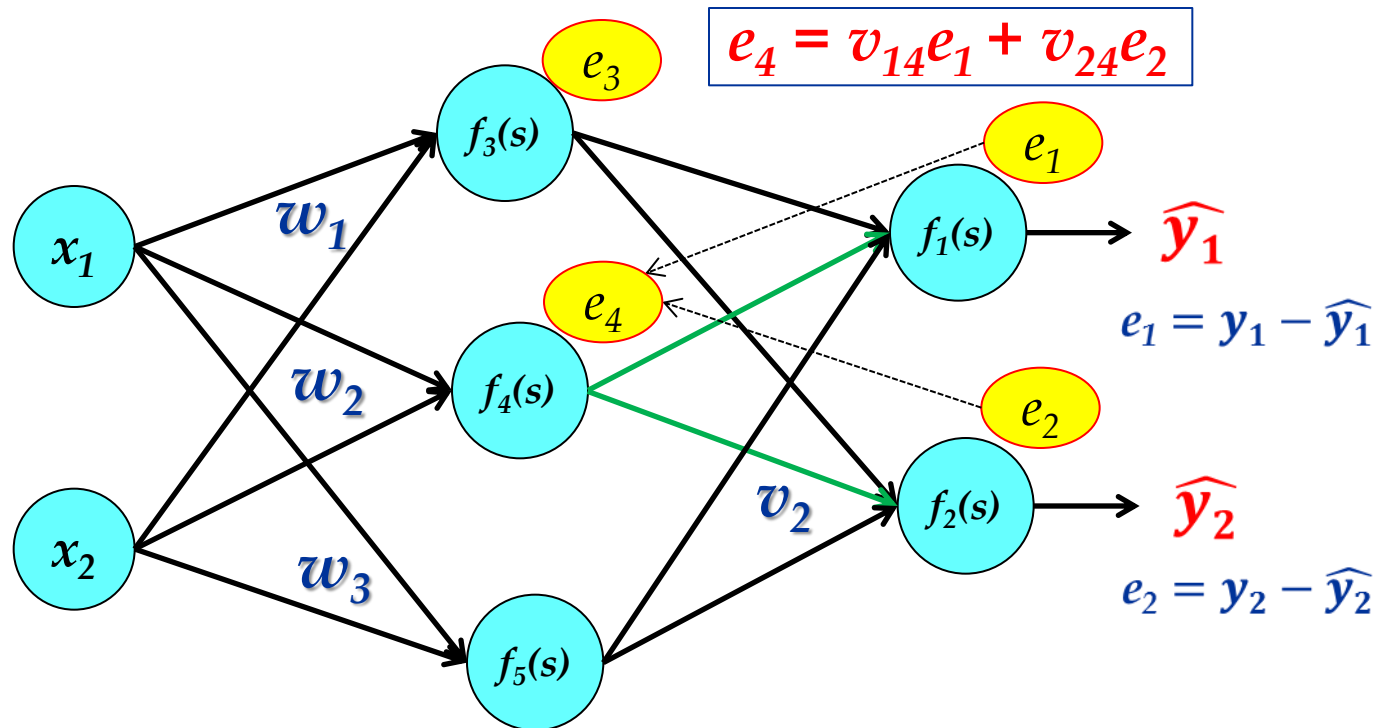 e₄ = v₁₄e₁ + v₂₄e₂
e₃
f₃(s)
e₁
w₁
x₁
f₁(s)
ŷ₁
e₄
e₁ = y₁ − ŷ₁
w₂
f₄(s)
e₂
v₂
f₂(s)
ŷ₂
x₂
w₃
e₂ = y₂ − ŷ₂
f₅(s)